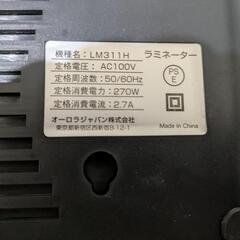 機種名：LM311H ラミネーター
定格電圧：AC100V
定格周波数：50/60Hz
定格消費電力：270W
定格消費電流：2.7A
PS
E
オーロラジャパン株式会社
東京都新宿区西新宿8-12-1
Made in China